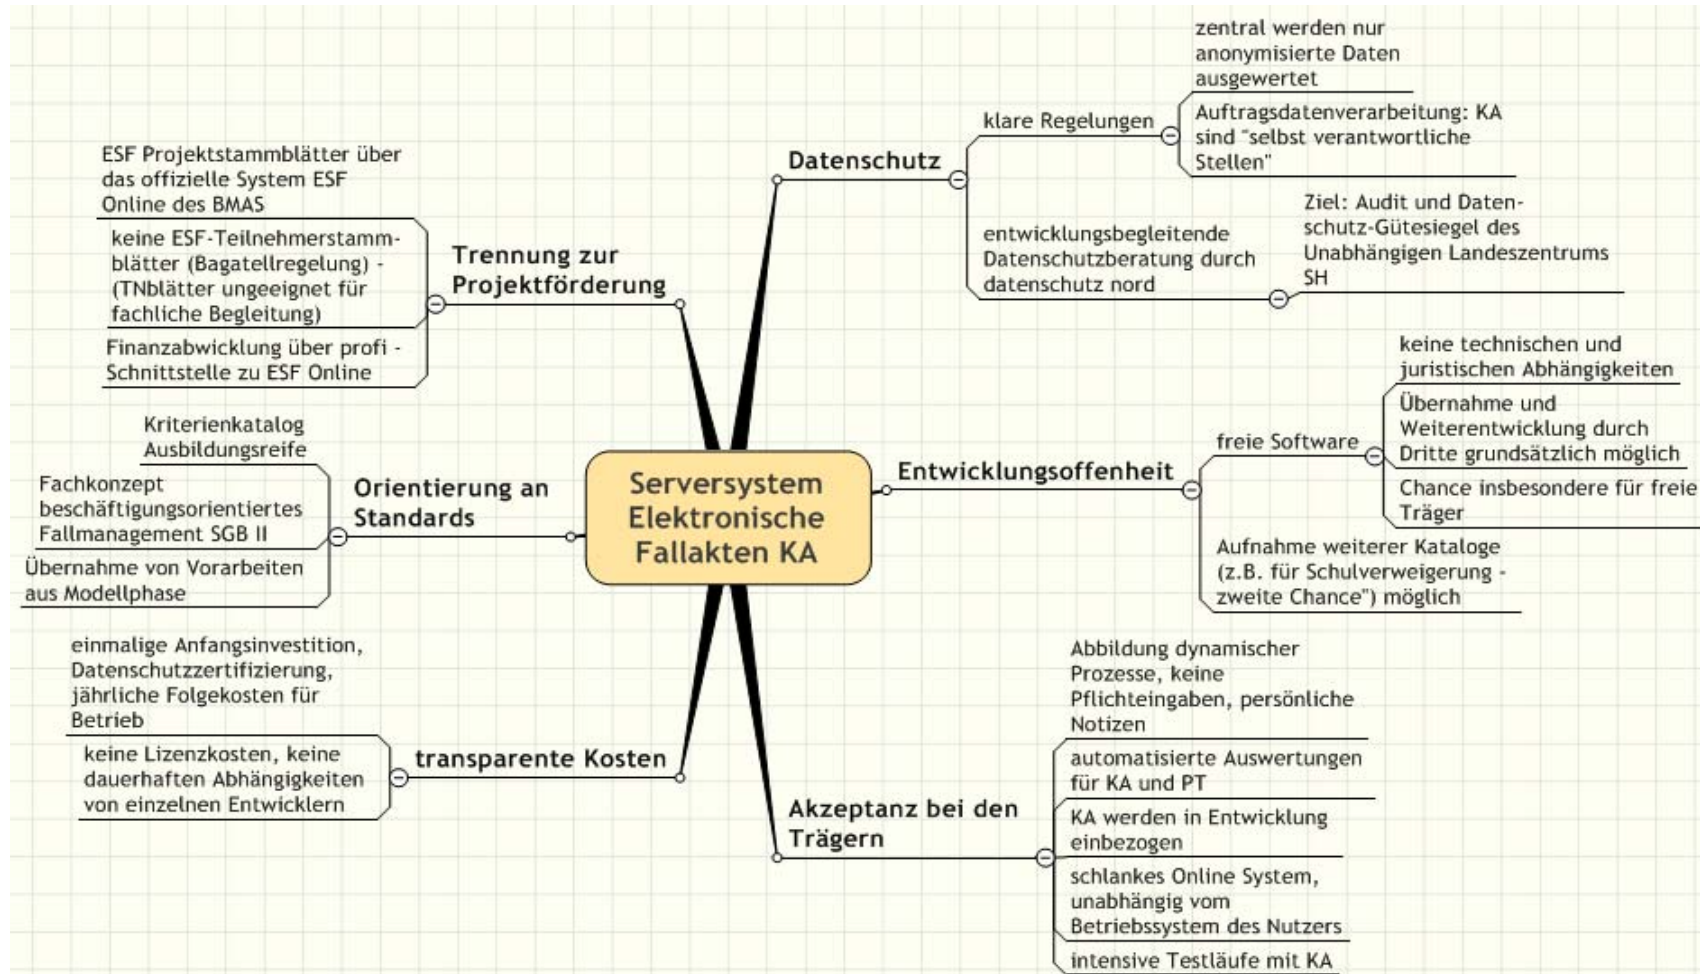 Serversystem
Elektronische
Fallakten KA
Datenschutz
klare Regelungen
zentral werden nur
anonymisierte Daten
ausgewertet
Auftragsdatenverarbeitung: KA
sind "selbst verantwortliche
Stellen"
entwicklungsbegleitende
Datenschutzberatung durch
datenschutz nord
Ziel: Audit und Daten-
schutz-Gütesiegel des
Unabhängigen Landeszentrums
SH
Entwicklungsoffenheit
freie Software
keine technischen und
juristischen Abhängigkeiten
Übernahme und
Weiterentwicklung durch
Dritte grundsätzlich möglich
Chance insbesondere für freie
Träger
Aufnahme weiterer Kataloge
(z.B. für Schulverweigerung -
zweite Chance") möglich
Akzeptanz bei den
Trägern
Abbildung dynamischer
Prozesse, keine
Pflichteingaben, persönliche
Notizen
automatisierte Auswertungen
für KA und PT
KA werden in Entwicklung
einbezogen
schlankes Online System,
unabhängig vom
Betriebssystem des Nutzers
intensive Testläufe mit KA
Trennung zur
Projektförderung
ESF Projektstammblätter über
das offizielle System ESF
Online des BMAS
keine ESF-Teilnehmerstamm-
blätter (Bagatellregelung) -
(TNblätter ungeeignet für
fachliche Begleitung)
Finanzabwicklung über profi -
Schnittstelle zu ESF Online
Orientierung an
Standards
Kriterienkatalog
Ausbildungsreife
Fachkonzept
beschäftigungsorientiertes
Fallmanagement SGB II
Übernahme von Vorarbeiten
aus Modellphase
transparente Kosten
einmalige Anfangsinvestition,
Datenschutzzertifizierung,
jährliche Folgekosten für
Betrieb
keine Lizenzkosten, keine
dauerhaften Abhängigkeiten
von einzelnen Entwicklern